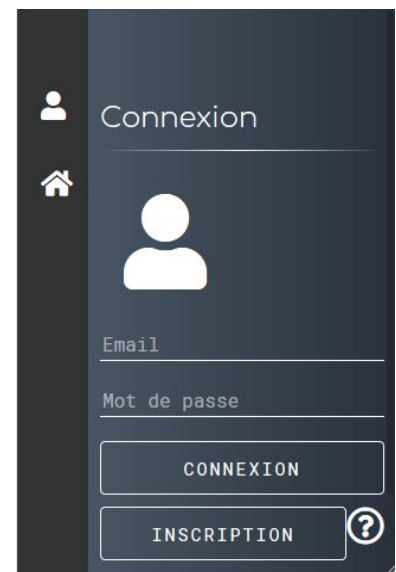 Connexion
Email
Mot de passe
CONNEXION
INSCRIPTION
?